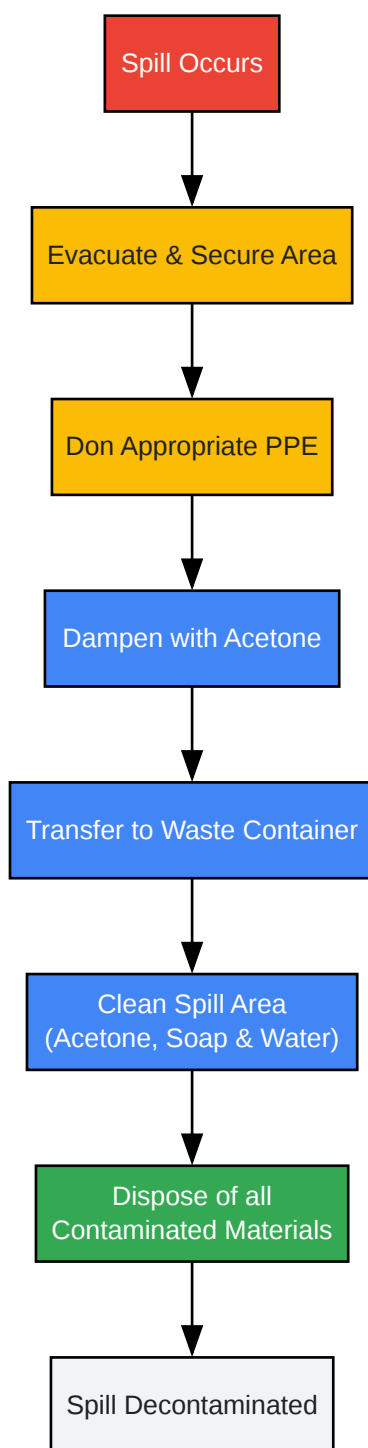 Spill Occurs
Evacuate & Secure Area
Don Appropriate PPE
Dampen with Acetone
Transfer to Waste Container
Clean Spill Area
(Acetone, Soap & Water)
Dispose of all
Contaminated Materials
Spill Decontaminated